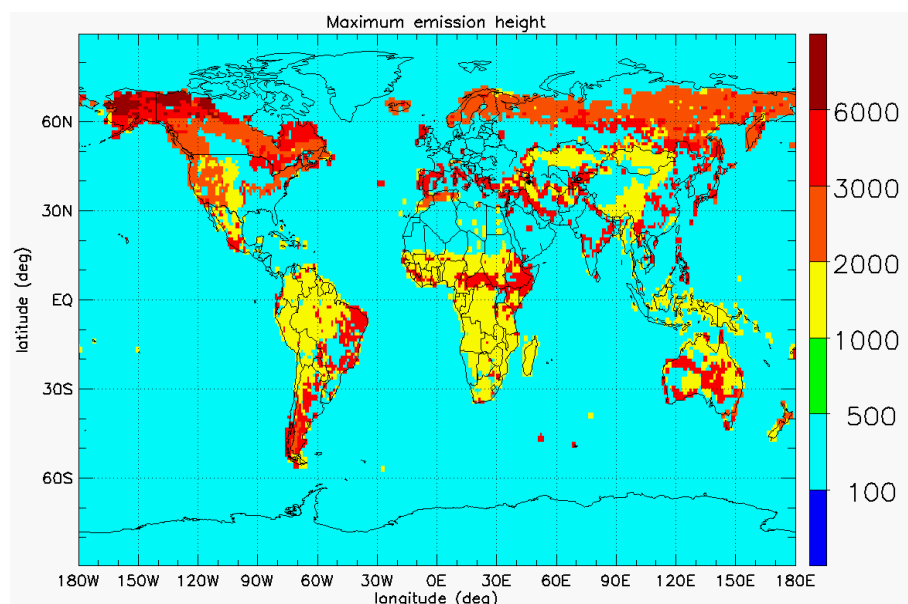 Maximum emission height
60N
30N
EQ
30S
60S
latitude (deg)
180W 150W 120W 90W 60W 30W 0E 30E 60E 90E 120E 150E 180E
longitude (deg)
6000
3000
2000
1000
500
100